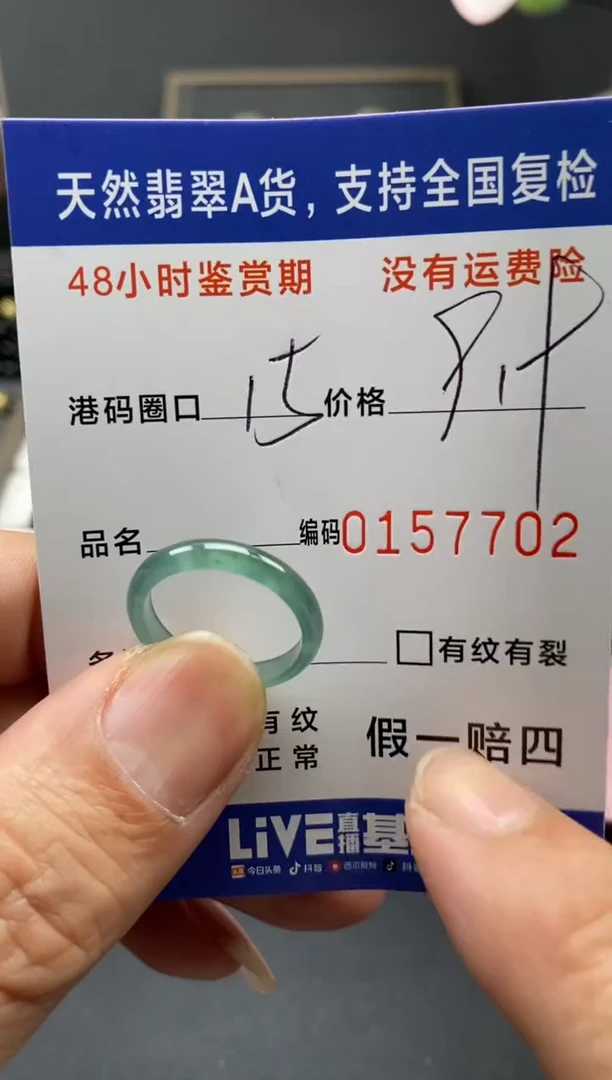 天然翡翠A货，支持全国复检
48小时鉴赏期 没有运费险
港码圈口 15 价格
品名 编码0157702
□有纹有裂
有纹
正常 假一赔四
LiVE直播基
今日头条 抖音 西瓜视频